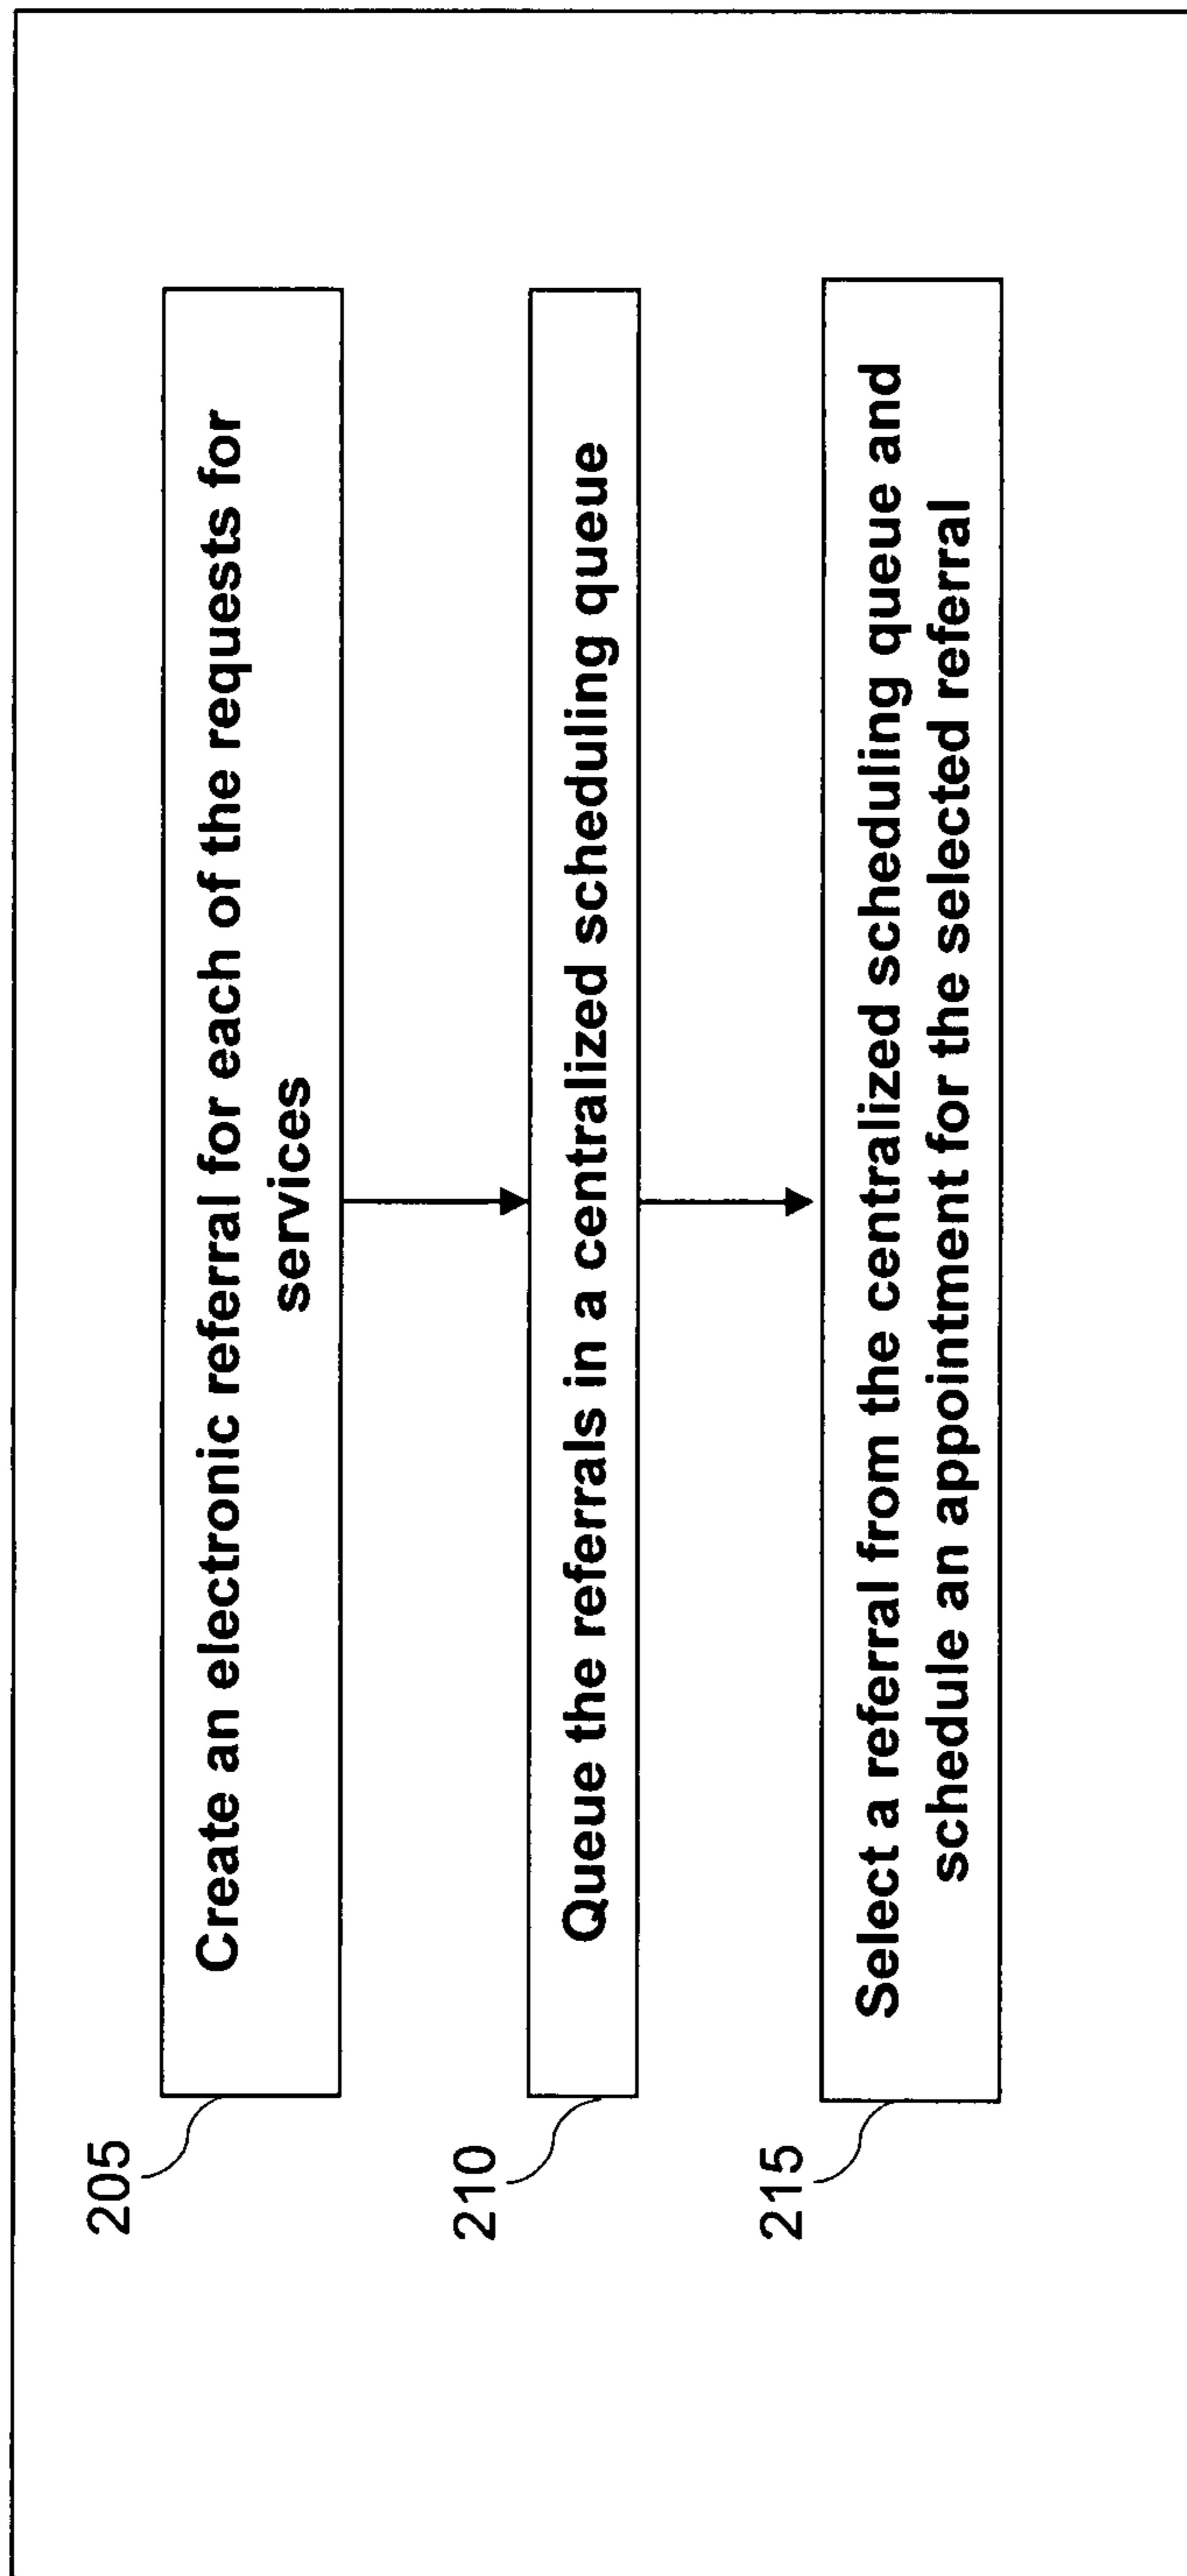 205
Create an electronic referral for each of the requests for
services
210
Queue the referrals in a centralized scheduling queue
215
Select a referral from the centralized scheduling queue and
schedule an appointment for the selected referral